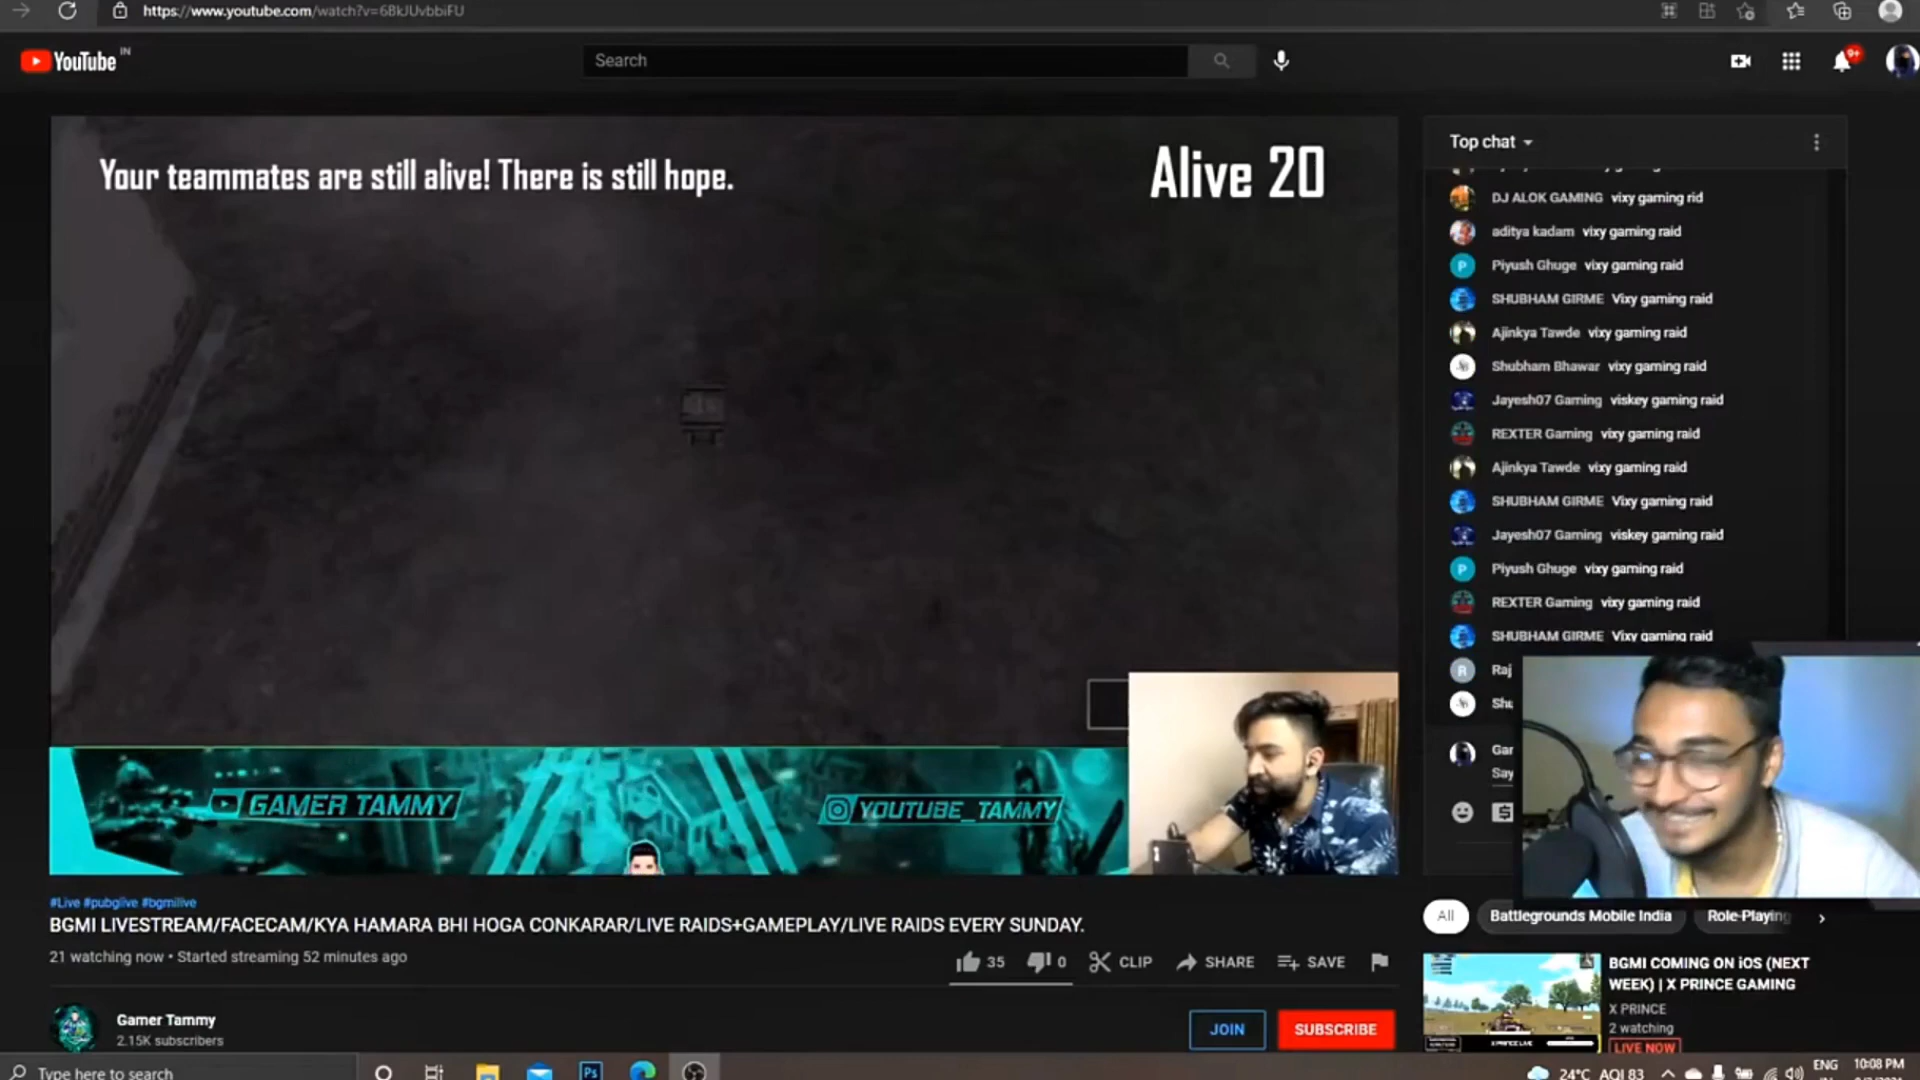 https://www.youtube.com/watch?v=6BkJUvbbiFU
YouTube IN
Search
9+
Your teammates are still alive! There is still hope.
Alive 20
Top chat
DJ ALOK GAMING vixy gaming rid
aditya kadam vixy gaming raid
P Piyush Ghuge vixy gaming raid
SHUBHAM GIRME Vixy gaming raid
Ajinkya Tawde vixy gaming raid
Shubham Bhawar vixy gaming raid
Jayesh07 Gaming viskey gaming raid
REXTER Gaming vixy gaming raid
Ajinkya Tawde vixy gaming raid
SHUBHAM GIRME Vixy gaming raid
Jayesh07 Gaming viskey gaming raid
P Piyush Ghuge vixy gaming raid
REXTER Gaming vixy gaming raid
SHUBHAM GIRME Vixy gaming raid
R Raj
Shu
Gar
Say
GAMER TAMMY
YOUTUBE_TAMMY
#Live #pubglive #bgmilive
BGMI LIVESTREAM/FACECAM/KYA HAMARA BHI HOGA CONKARAR/LIVE RAIDS+GAMEPLAY/LIVE RAIDS EVERY SUNDAY.
21 watching now • Started streaming 52 minutes ago
35 0 CLIP SHARE SAVE
Gamer Tammy
2.15K subscribers
JOIN SUBSCRIBE
All Battlegrounds Mobile India Role-Playing
BGMI COMING ON iOS (NEXT
WEEK) | X PRINCE GAMING
X PRINCE
2 watching
LIVE NOW
X PRINCE LIVE
Type here to search
Ps
24°C AQI 83
ENG
10:08 PM